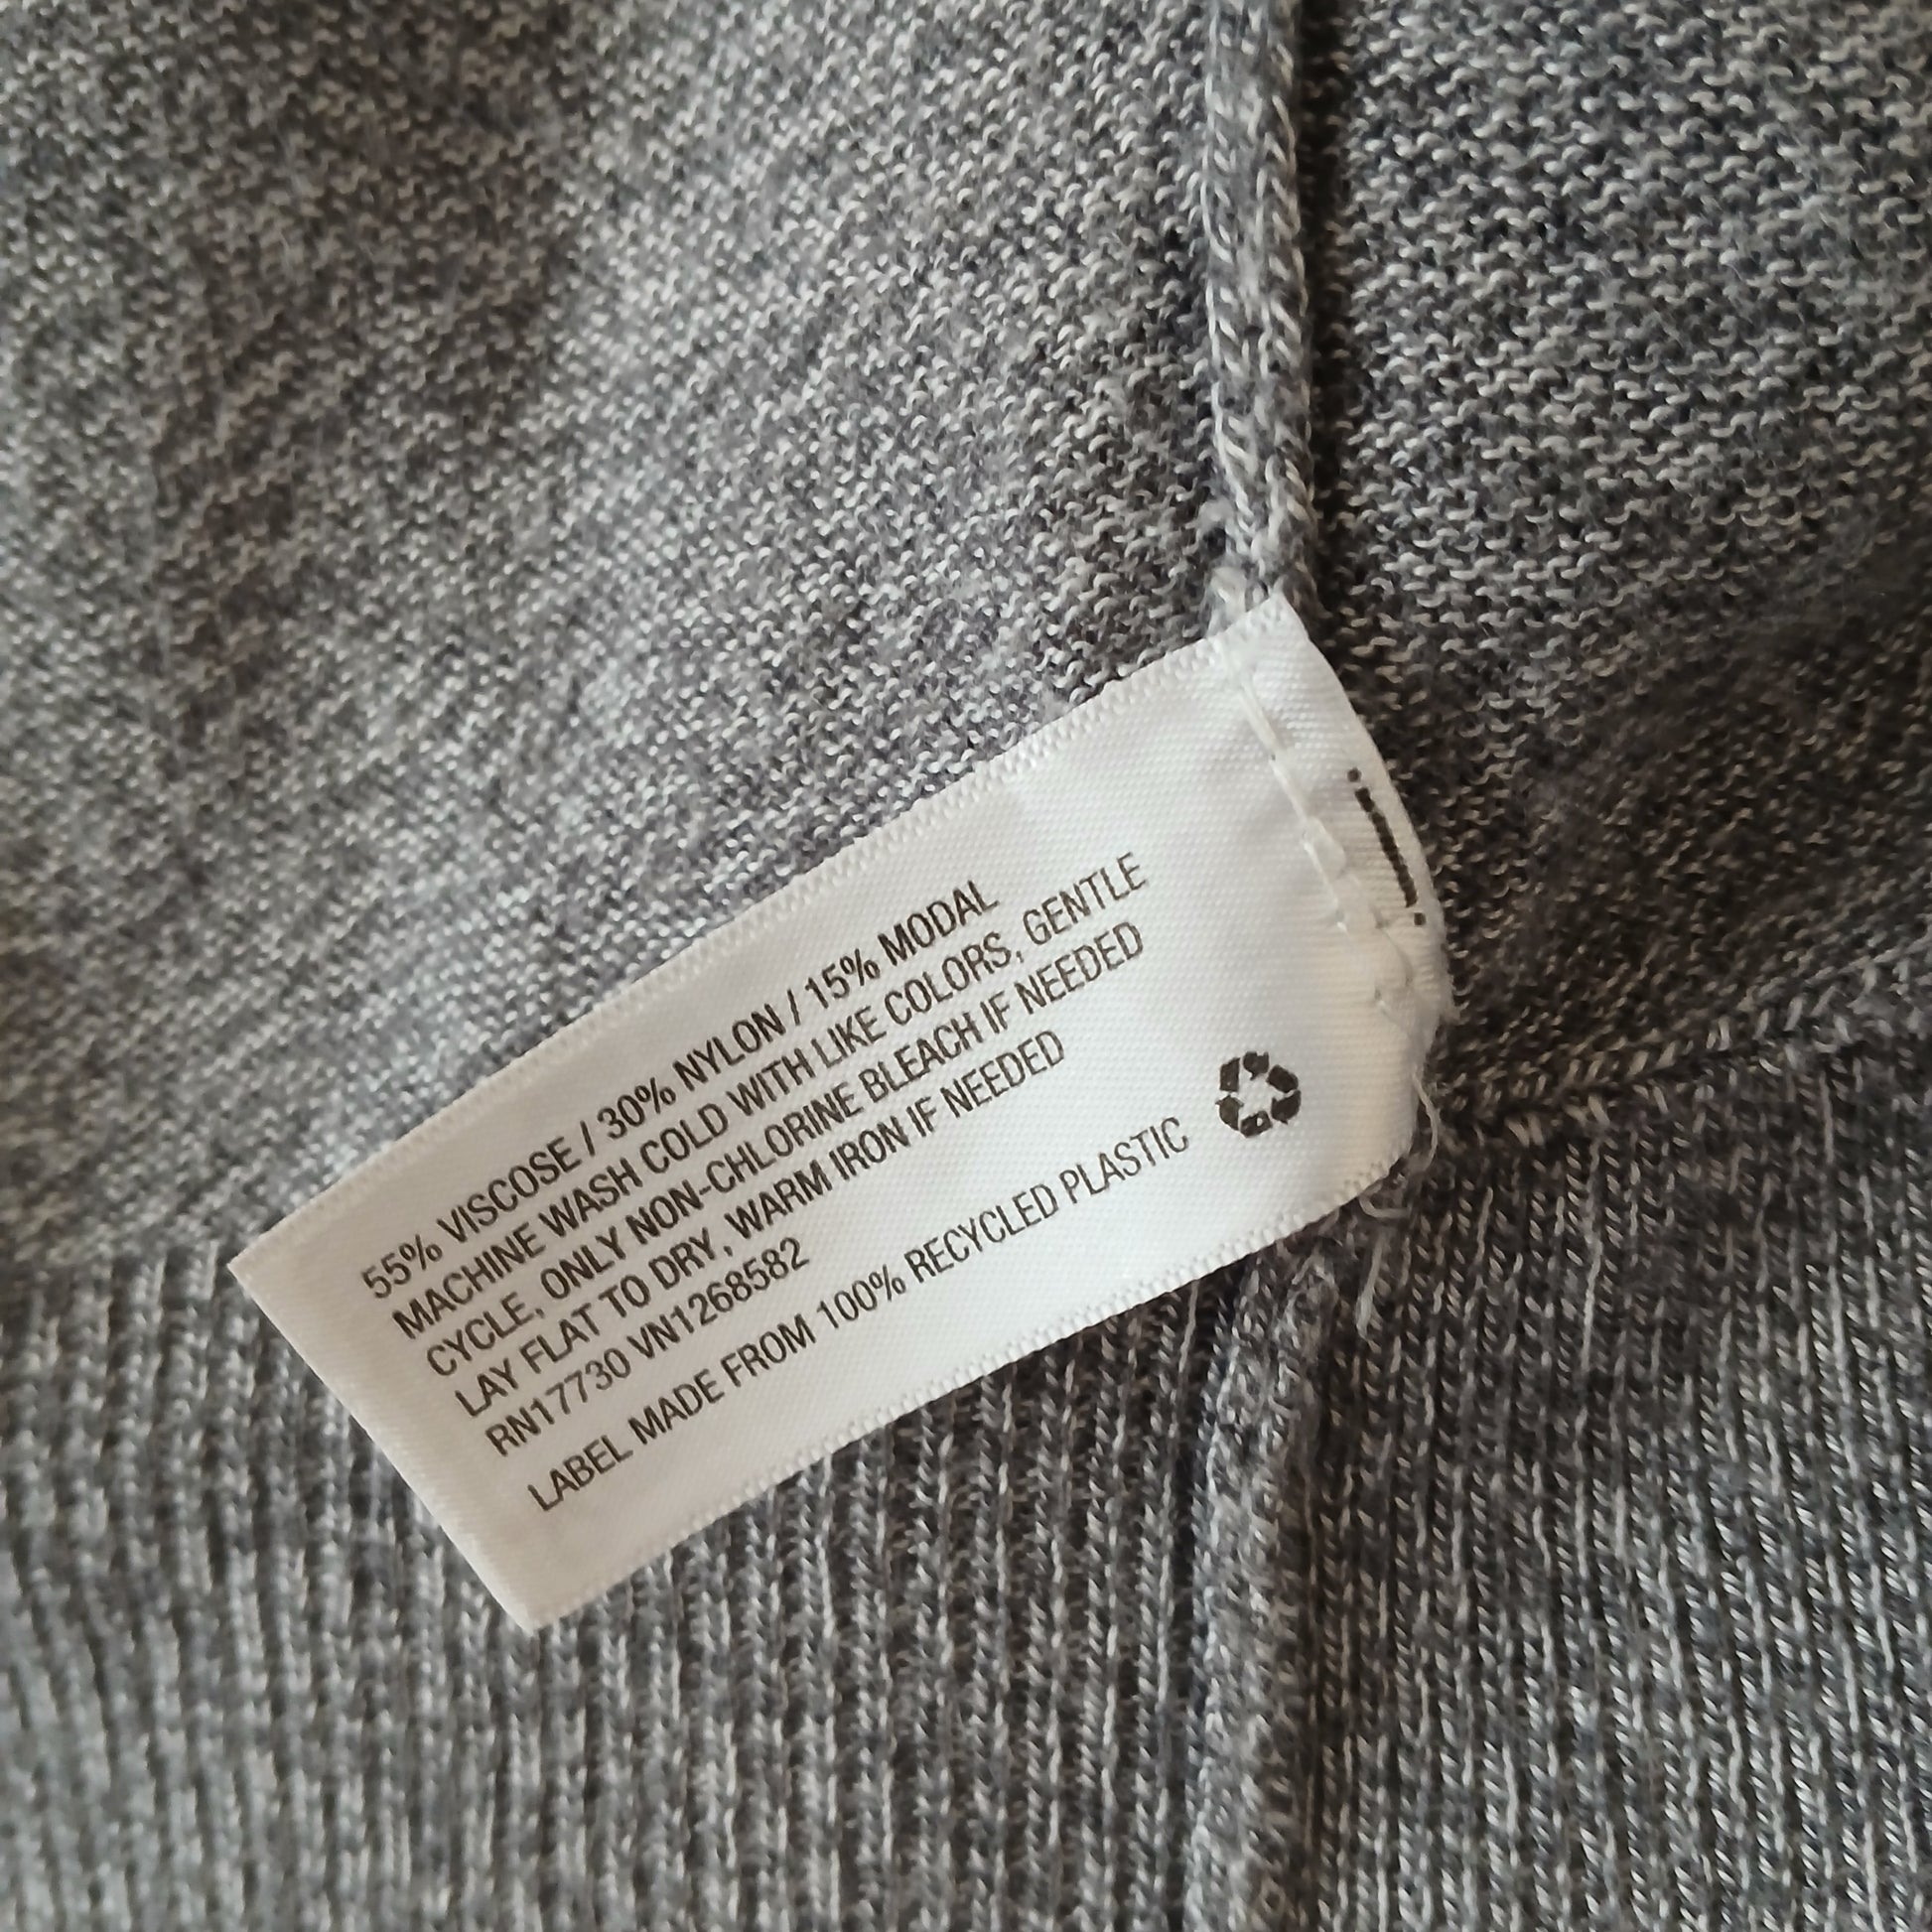 55% VISCOSE / 30% NYLON / 15% MODAL
MACHINE WASH COLD WITH LIKE COLORS, GENTLE
CYCLE, ONLY NON-CHLORINE BLEACH IF NEEDED
LAY FLAT TO DRY, WARM IRON IF NEEDED
RN17730 VN1268582
LABEL MADE FROM 100% RECYCLED PLASTIC